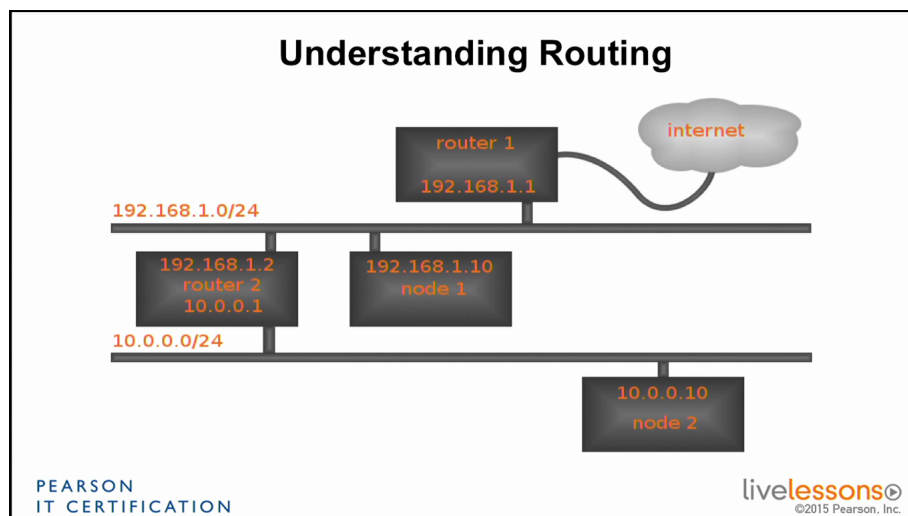 Understanding Routing
router 1
192.168.1.1
internet
192.168.1.0/24
192.168.1.2
router 2
10.0.0.1
192.168.1.10
node 1
10.0.0.0/24
10.0.0.10
node 2
PEARSON
IT CERTIFICATION
livelessons
©2015 Pearson, Inc.